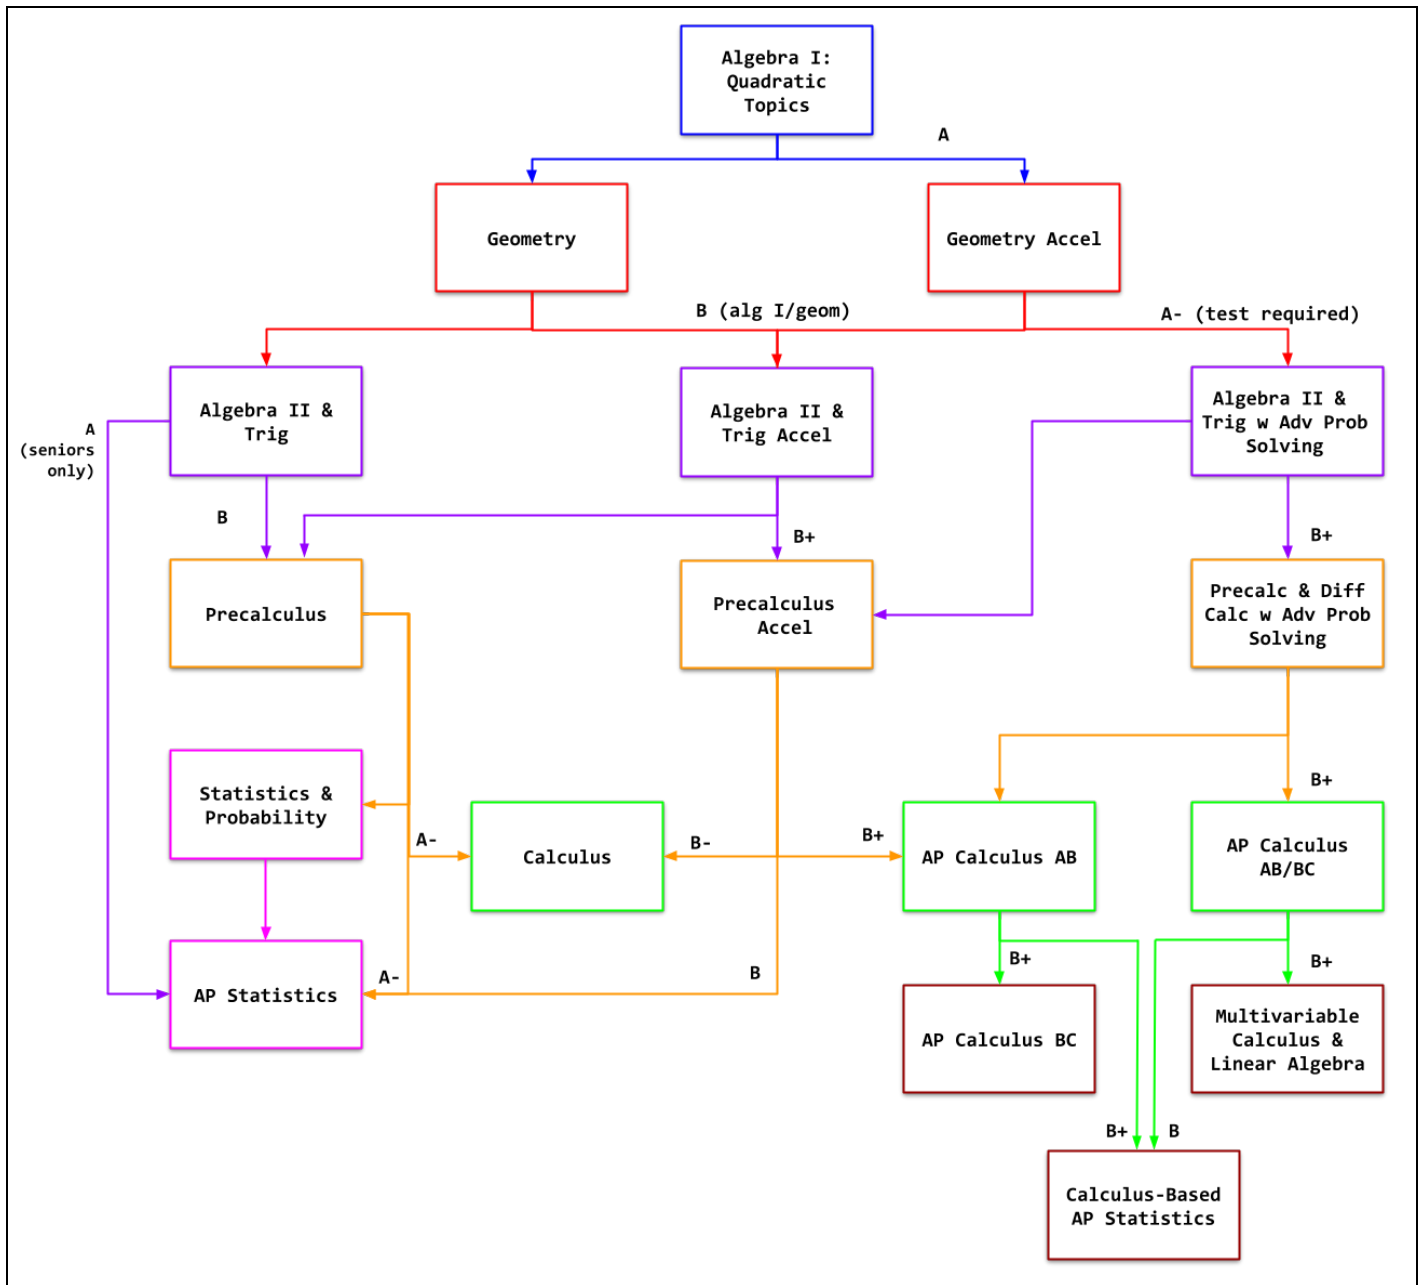 Algebra I:
Quadratic
Topics
A
Geometry
Geometry Accel
B (alg I/geom)
A- (test required)
Algebra II &
Trig
Algebra II &
Trig Accel
Algebra II &
Trig w Adv Prob
Solving
A
(seniors
only)
B
B+
B+
Precalculus
Precalculus
Accel
Precalc & Diff
Calc w Adv Prob
Solving
Statistics &
Probability
A-
Calculus
B-
B+
AP Calculus AB
B+
AP Calculus
AB/BC
AP Statistics
A-
B
B+
B+
AP Calculus BC
Multivariable
Calculus &
Linear Algebra
B+
B
Calculus-Based
AP Statistics